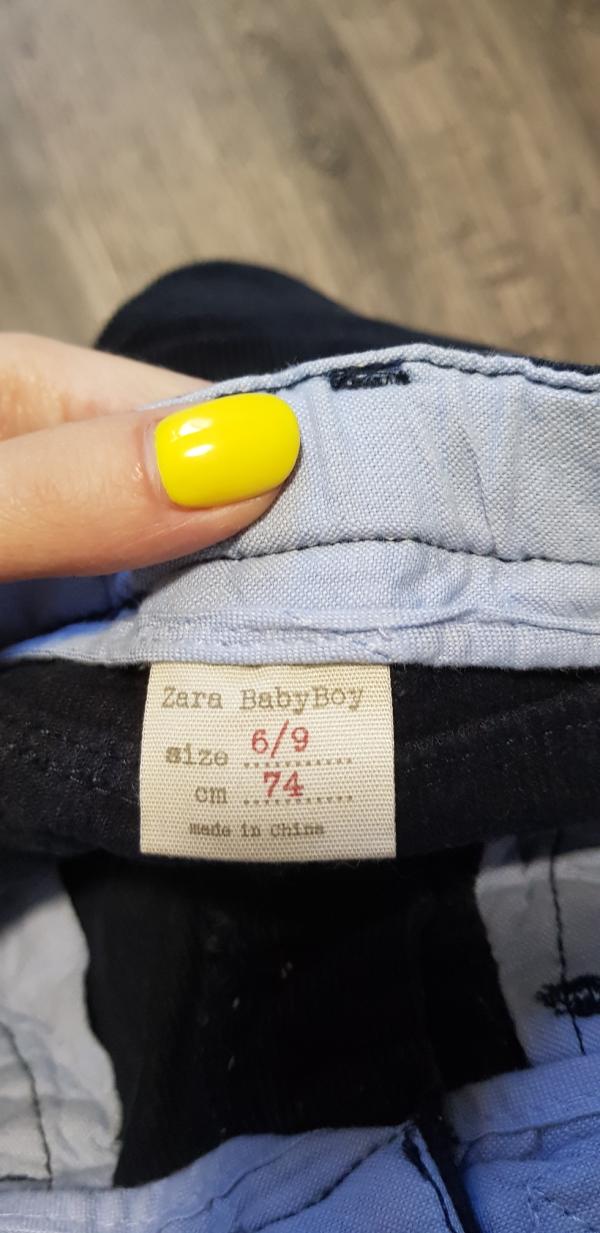 Zara BabyBoy
size 6/9
cm 74
made in China